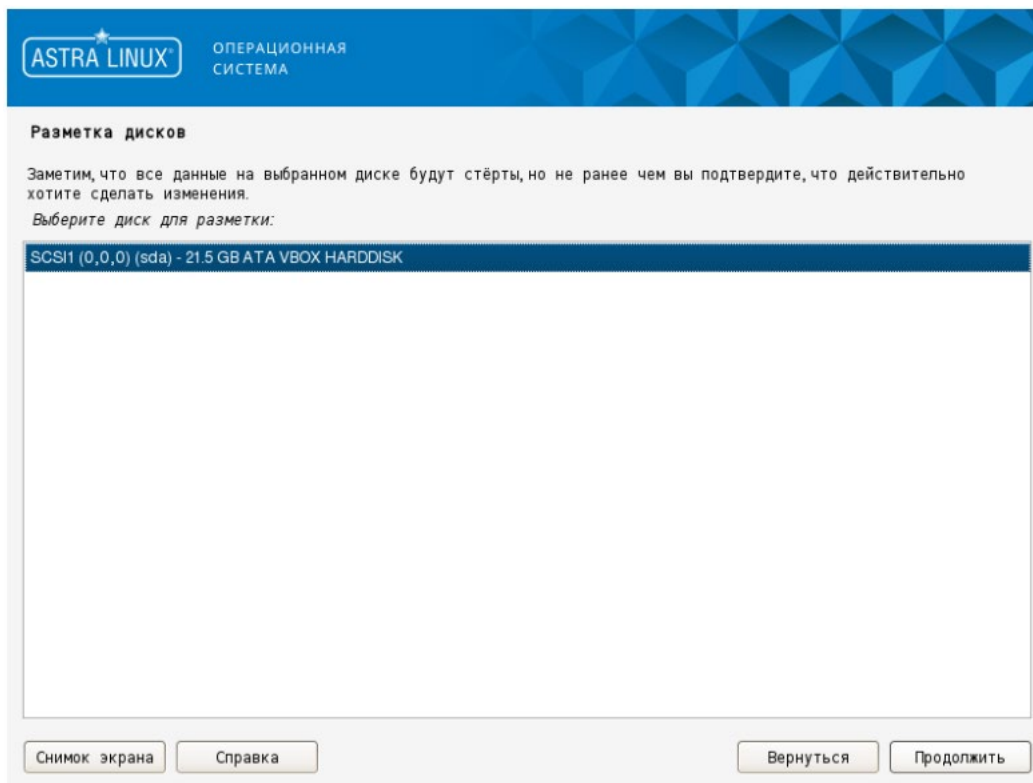 ASTRA LINUX®
ОПЕРАЦИОННАЯ
СИСТЕМА
Разметка дисков
Заметим, что все данные на выбранном диске будут стёрты, но не ранее чем вы подтвердите, что действительно
хотите сделать изменения.
Выберите диск для разметки:
SCSI1 (0,0,0) (sda) - 21.5 GB ATA VBOX HARDDISK
Снимок экрана
Справка
Вернуться
Продолжить